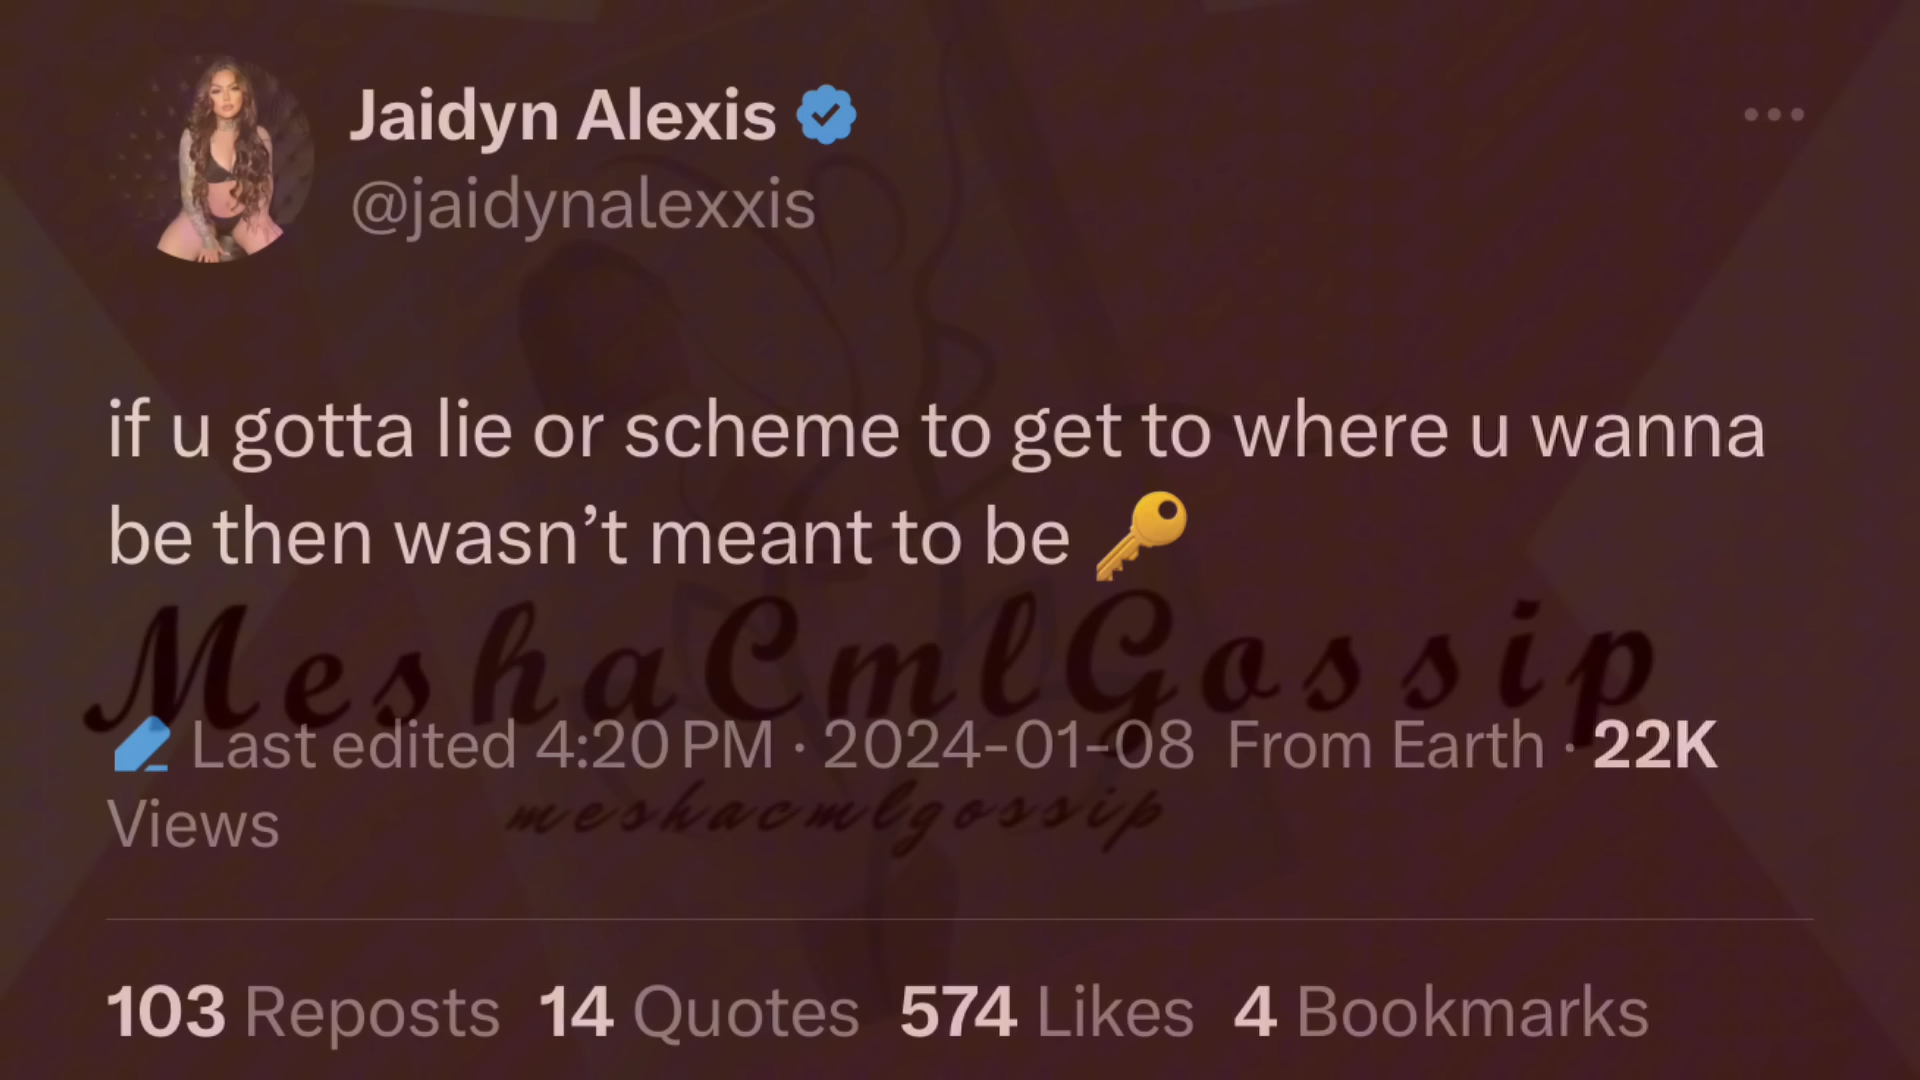 Jaidyn Alexis
@jaidynalexxis
if u gotta lie or scheme to get to where u wanna
be then wasn’t meant to be 🔑
MeshaCmlGossip
Last edited 4:20 PM · 2024-01-08 From Earth · 22K
Views
meshacmlgossip
103 Reposts 14 Quotes 574 Likes 4 Bookmarks